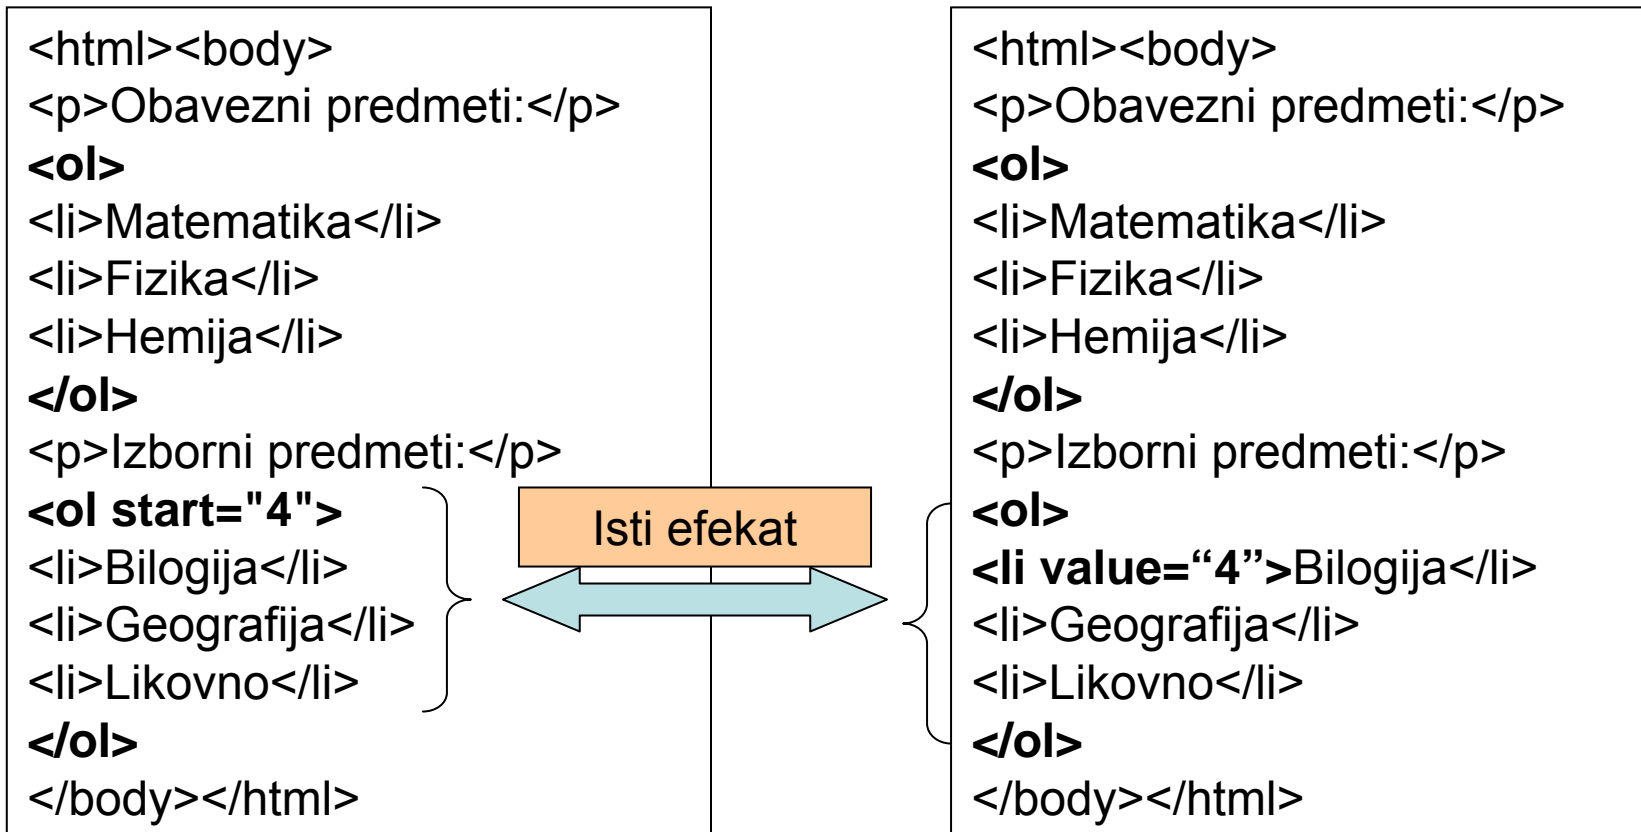 <html><body>
<p>Obavezni predmeti:</p>
<ol>
<li>Matematika</li>
<li>Fizika</li>
<li>Hemija</li>
</ol>
<p>Izborni predmeti:</p>
<ol start="4">
<li>Bilogija</li>
<li>Geografija</li>
<li>Likovno</li>
</ol>
</body></html>
Isti efekat
<html><body>
<p>Obavezni predmeti:</p>
<ol>
<li>Matematika</li>
<li>Fizika</li>
<li>Hemija</li>
</ol>
<p>Izborni predmeti:</p>
<ol>
<li value=“4”>Bilogija</li>
<li>Geografija</li>
<li>Likovno</li>
</ol>
</body></html>